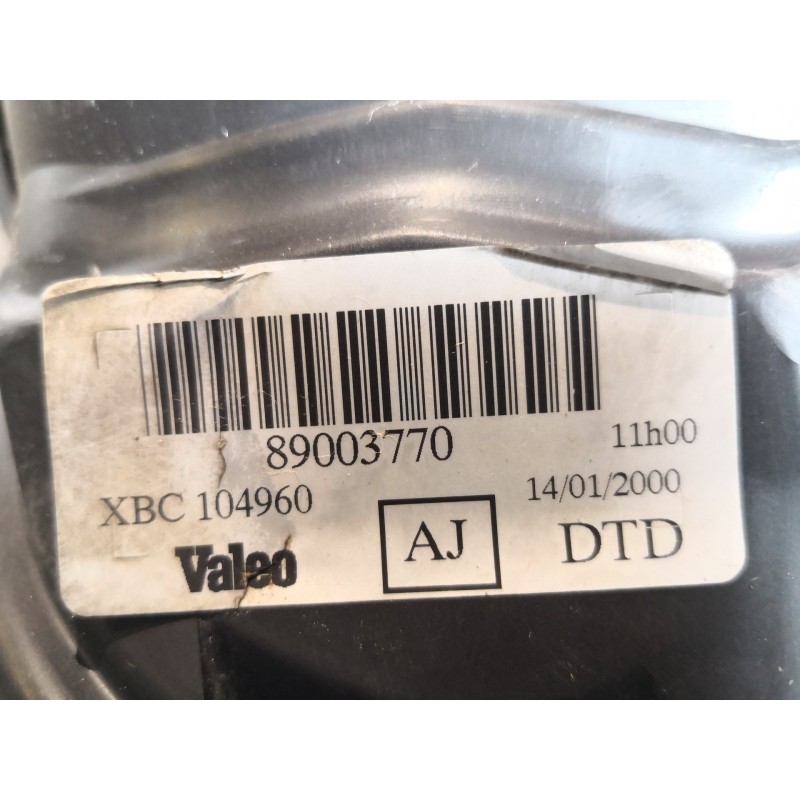 89003770
11h00
XBC 104960
14/01/2000
Valeo
AJ
DTD